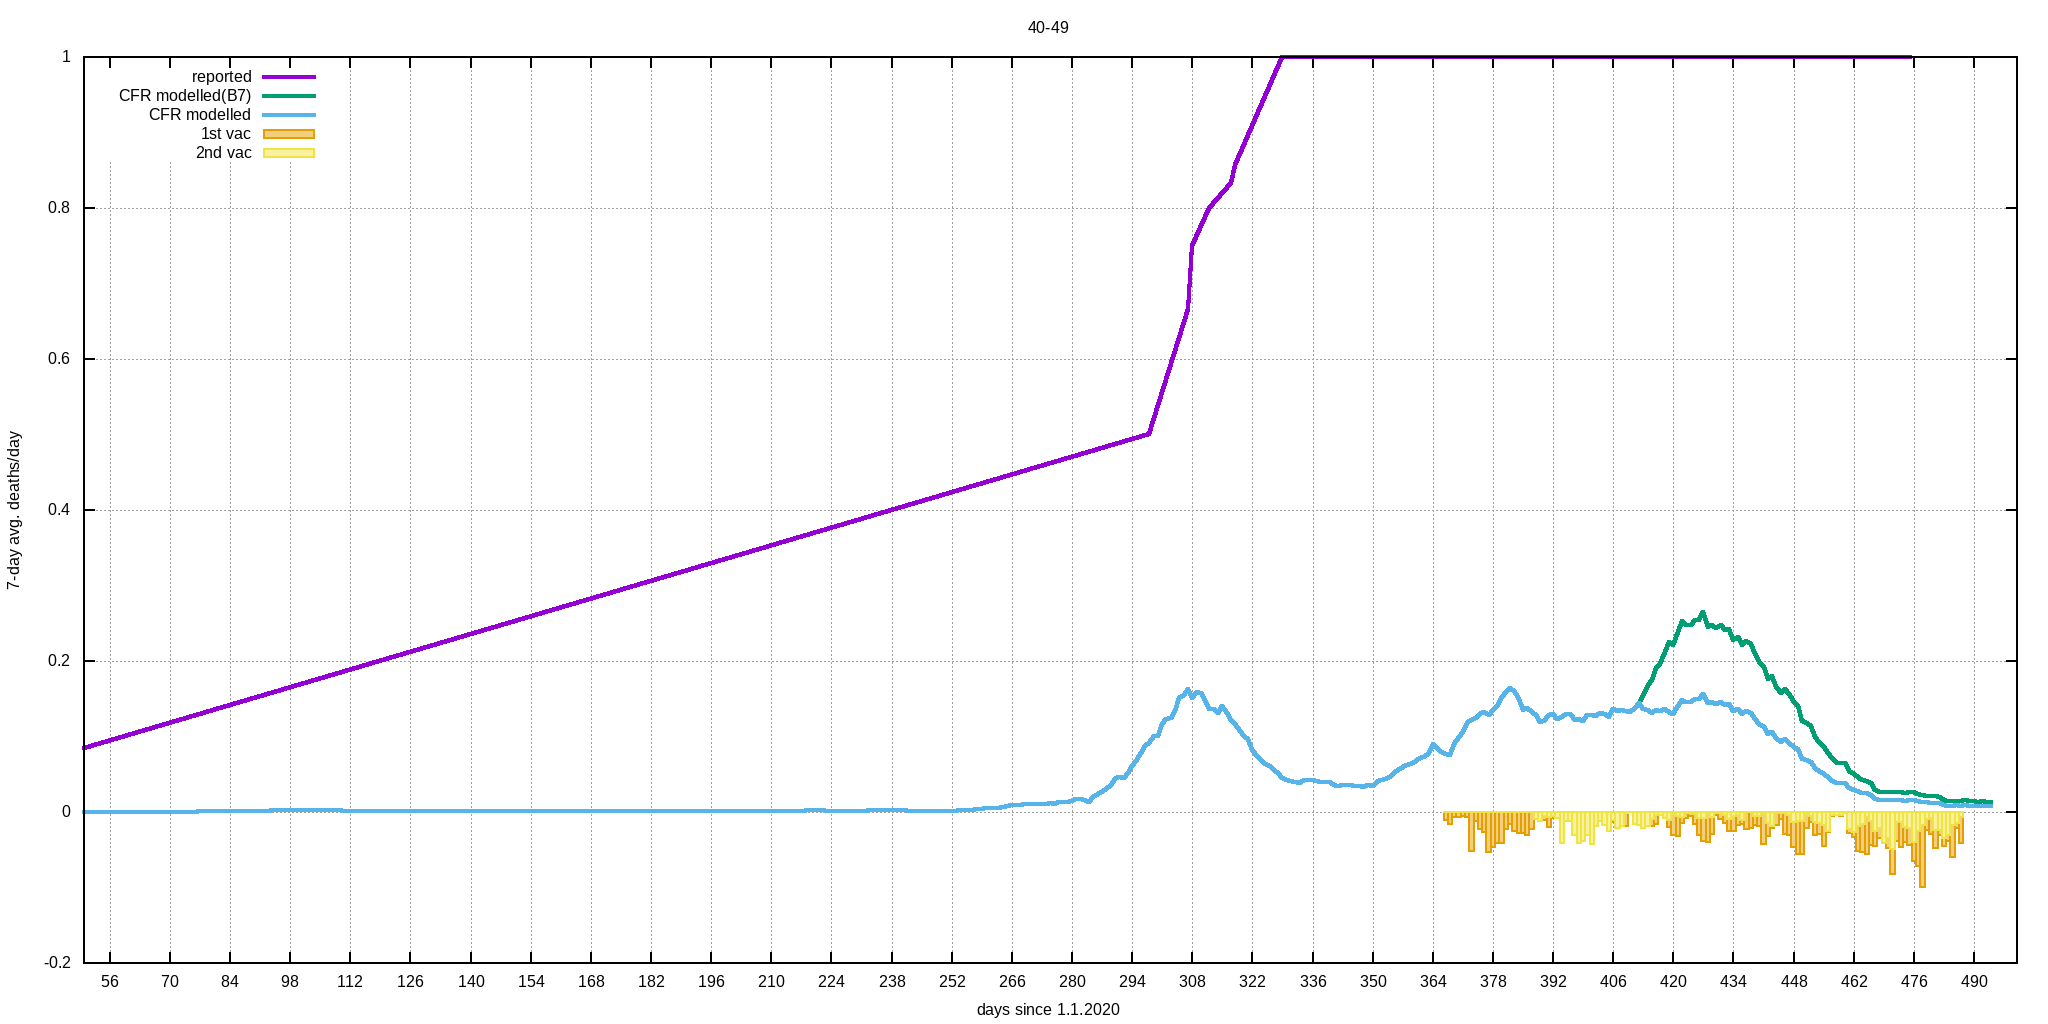 40-49
1
0.8
0.6
0.4
0.2
0
-0.2
7-day avg. deaths/day
reported
CFR modelled(B7)
CFR modelled
1st vac
2nd vac
56 70 84 98 112 126 140 154 168 182 196 210 224 238 252 266 280 294 308 322 336 350 364 378 392 406 420 434 448 462 476 490
days since 1.1.2020